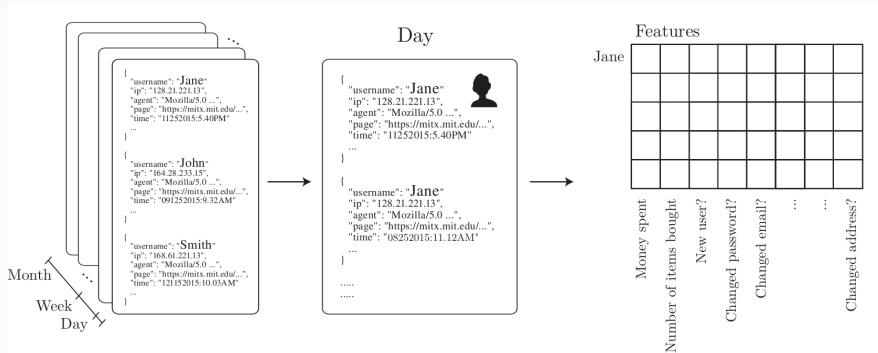 {
"username": "Jane"
"ip": "128.21.221.13",
"agent": "Mozilla/5.0 ...",
"page": "https://mitx.mit.edu/...",
"time": "11252015:5.40PM"
...
}
{
"username": "John"
"ip": "164.28.233.15",
"agent": "Mozilla/5.0 ...",
"page": "https://mitx.mit.edu/...",
"time": "091252015:9.32AM"
...
}
{
"username": "Smith"
"ip": "168.61.221.13",
"agent": "Mozilla/5.0 ...",
"page": "https://mitx.mit.edu/...",
"time": "121152015:10.03AM"
...
}
...
...
Month
Week
Day
Day
{
"username": "Jane"
"ip": "128.21.221.13",
"agent": "Mozilla/5.0 ...",
"page": "https://mitx.mit.edu/...",
"time": "11252015:5.40PM"
...
}
{
"username": "Jane"
"ip": "128.21.221.13",
"agent": "Mozilla/5.0 ...",
"page": "https://mitx.mit.edu/...",
"time": "08252015:11.12AM"
...
}
.....
.....
Features
Jane
Money spent
Number of items bought
New user?
Changed password?
Changed email?
...
...
Changed address?